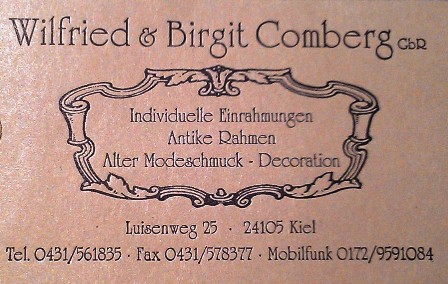 Wilfried & Birgit Comberg GbR
Individuelle Einrahmungen
Antike Rahmen
Alter Modeschmuck - Decoration
Luisenweg 25 · 24105 Kiel
Tel. 0431/561835 · Fax 0431/578377 · Mobilfunk 0172/9591084